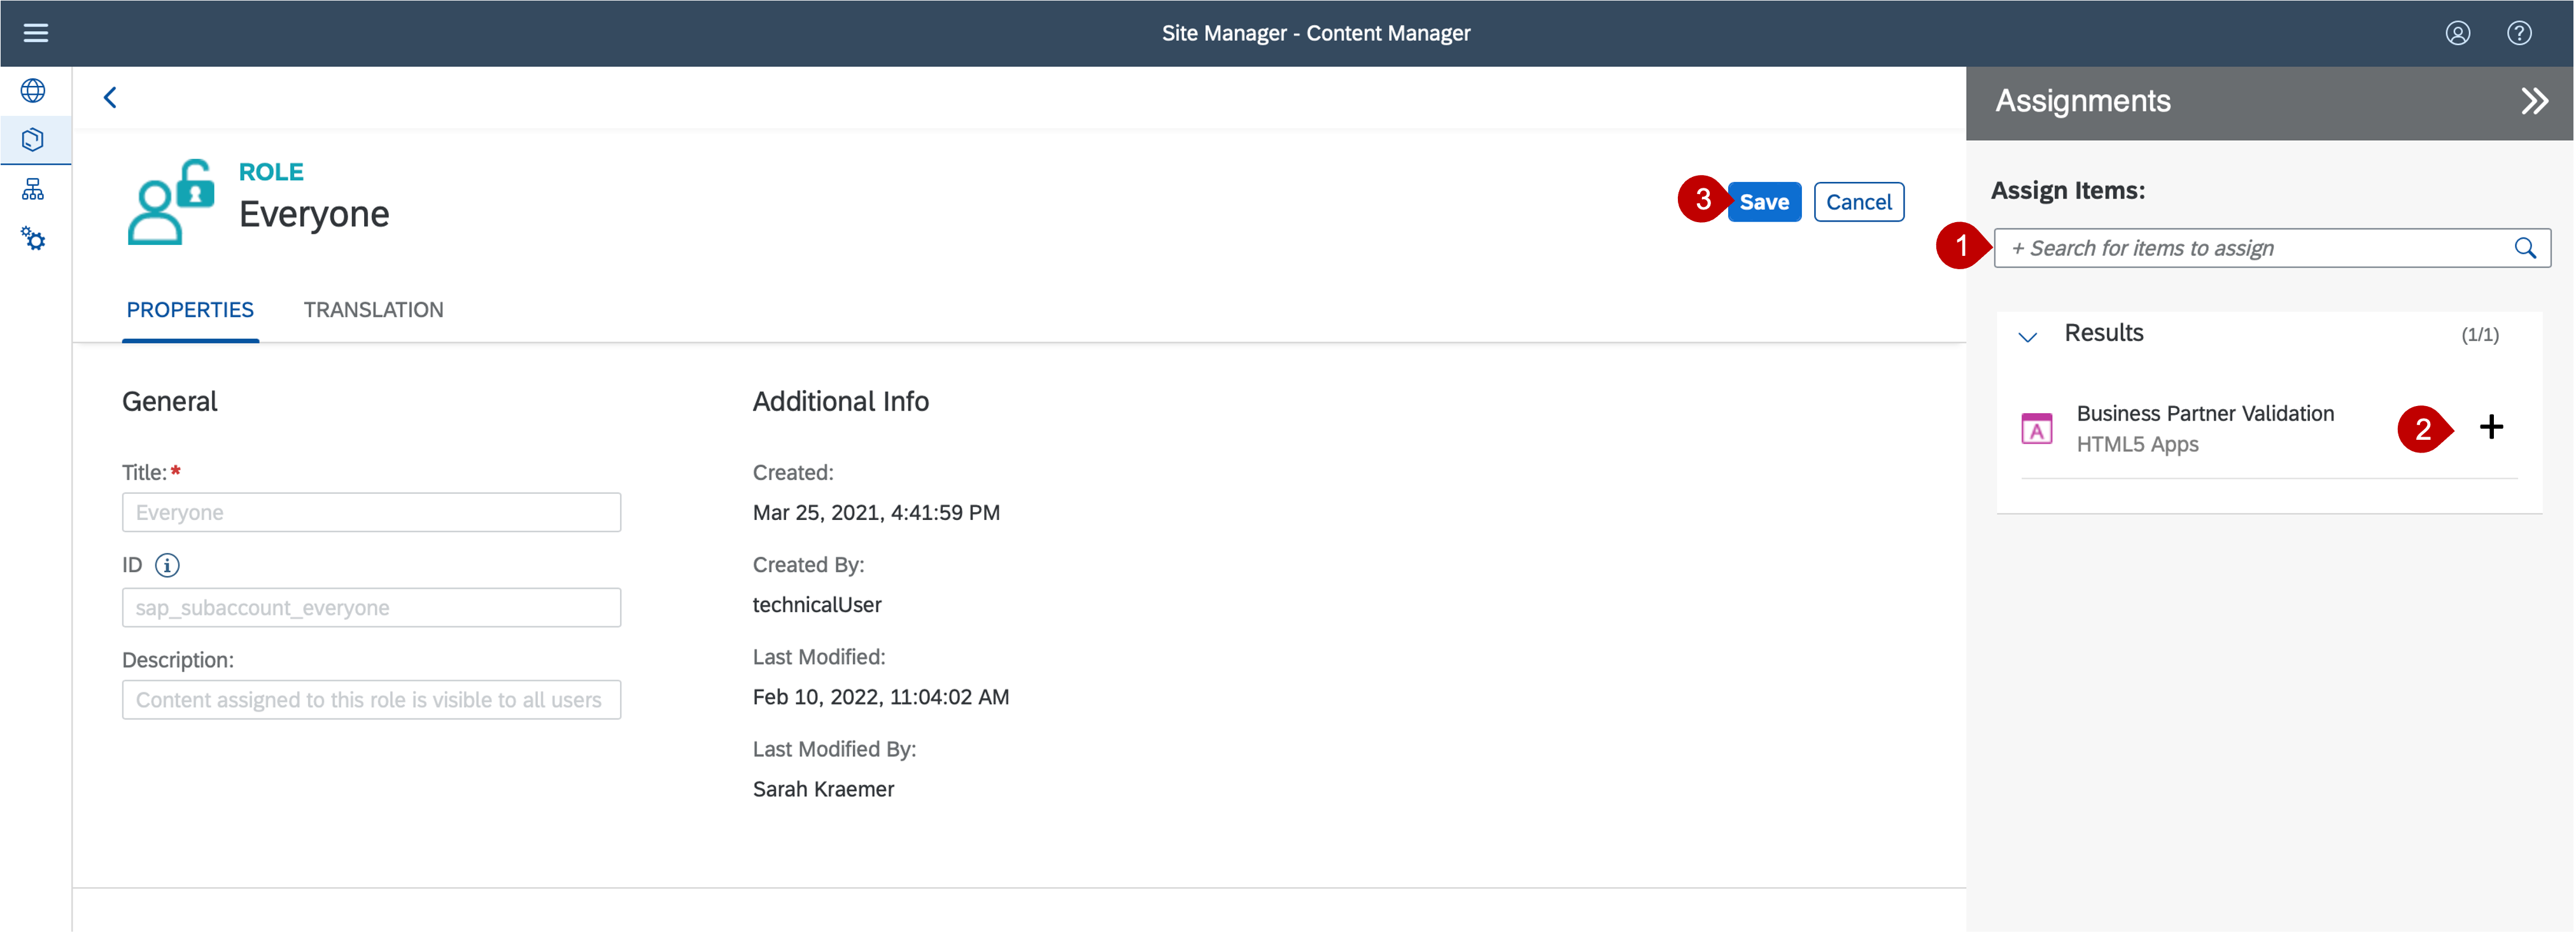 Site Manager - Content Manager
ROLE
Everyone
3
Save
Cancel
PROPERTIES
TRANSLATION
General
Title:*
Everyone
ID
sap_subaccount_everyone
Description:
Content assigned to this role is visible to all users
Additional Info
Created:
Mar 25, 2021, 4:41:59 PM
Created By:
technicalUser
Last Modified:
Feb 10, 2022, 11:04:02 AM
Last Modified By:
Sarah Kraemer
Assignments
Assign Items:
1
+ Search for items to assign
Results
(1/1)
A
Business Partner Validation
HTML5 Apps
2